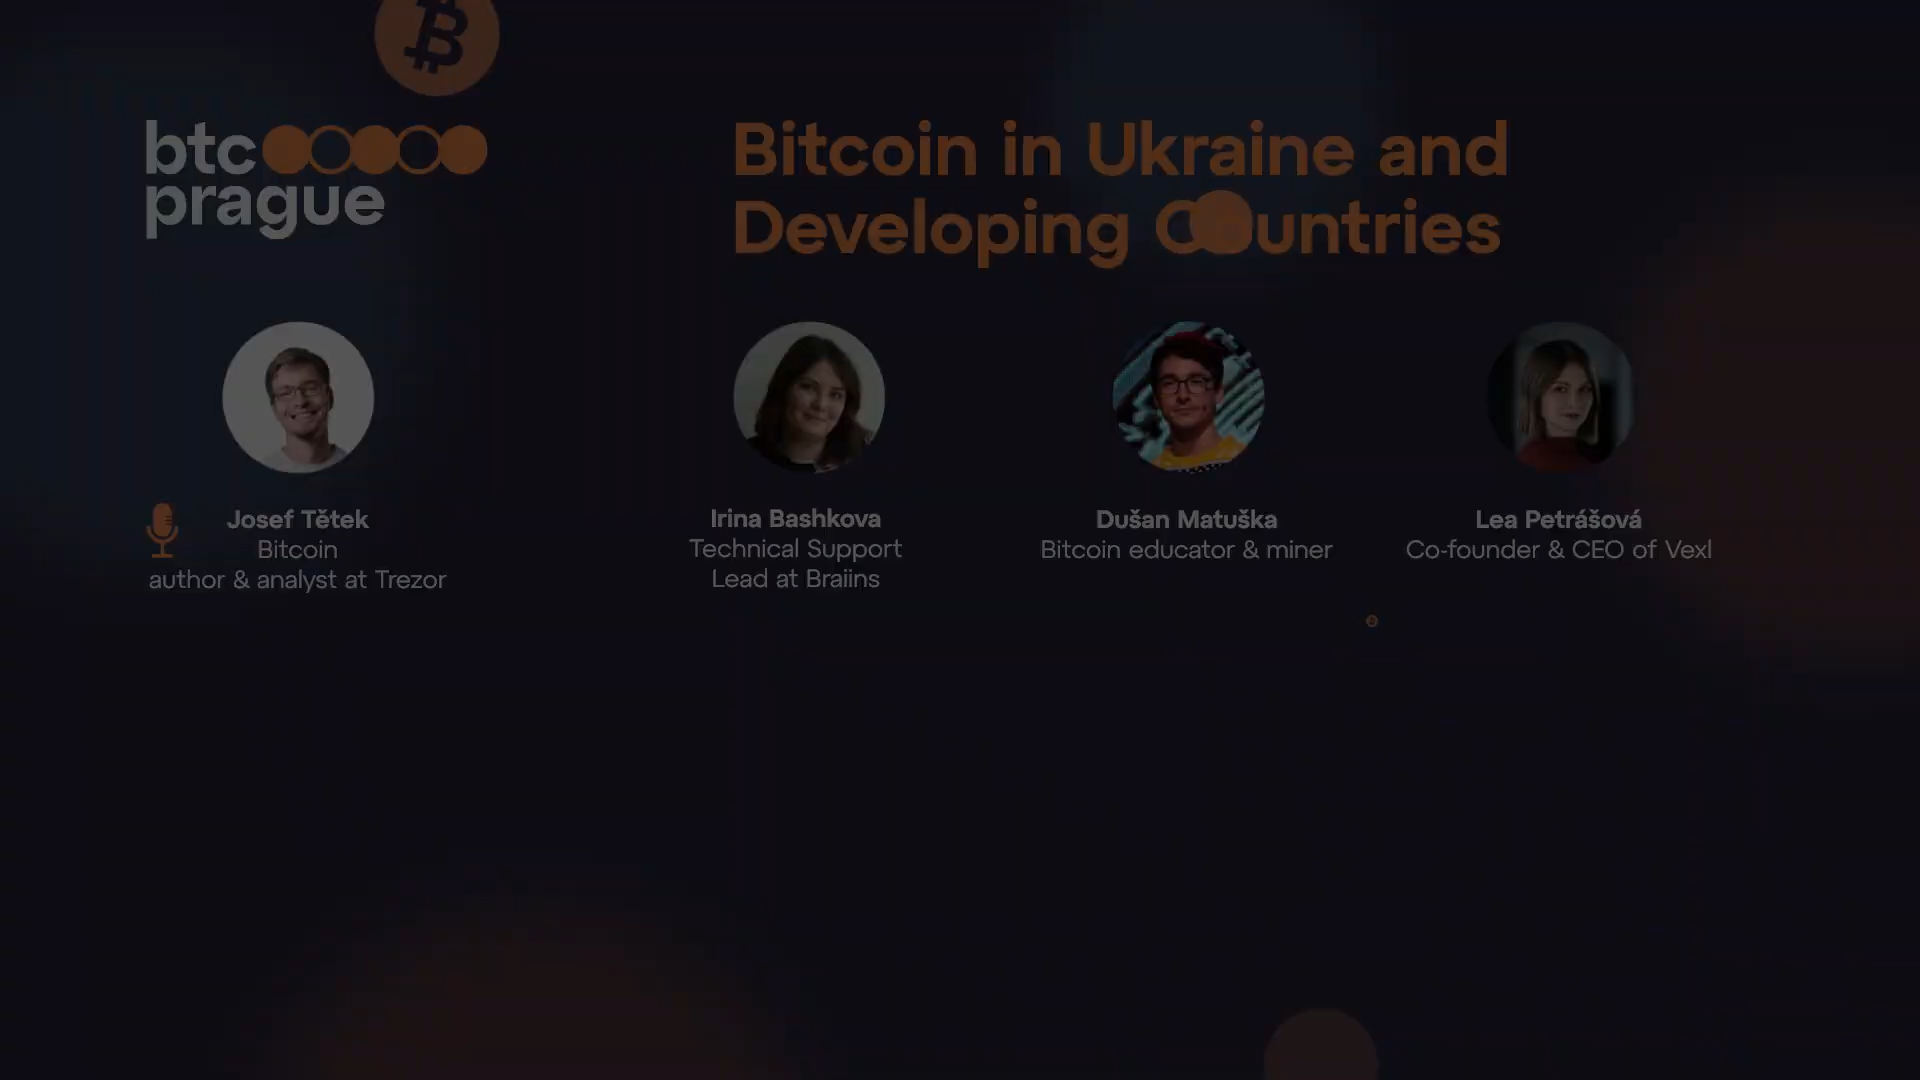 btc
prague
Bitcoin in Ukraine and
Developing Countries
Josef Tětek
Bitcoin
author & analyst at Trezor
Irina Bashkova
Technical Support
Lead at Braiins
Dušan Matuška
Bitcoin educator & miner
Lea Petrášová
Co-founder & CEO of Vexl